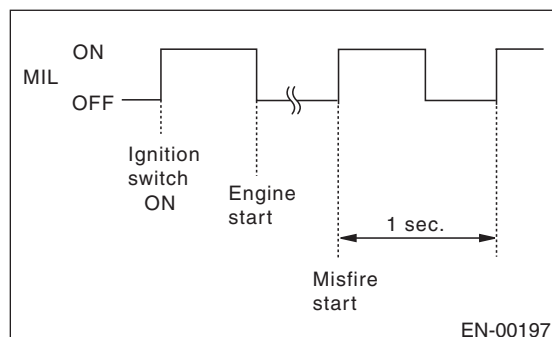 ON
MIL
OFF
Ignition
switch
ON
Engine
start
1 sec.
Misfire
start
EN-00197